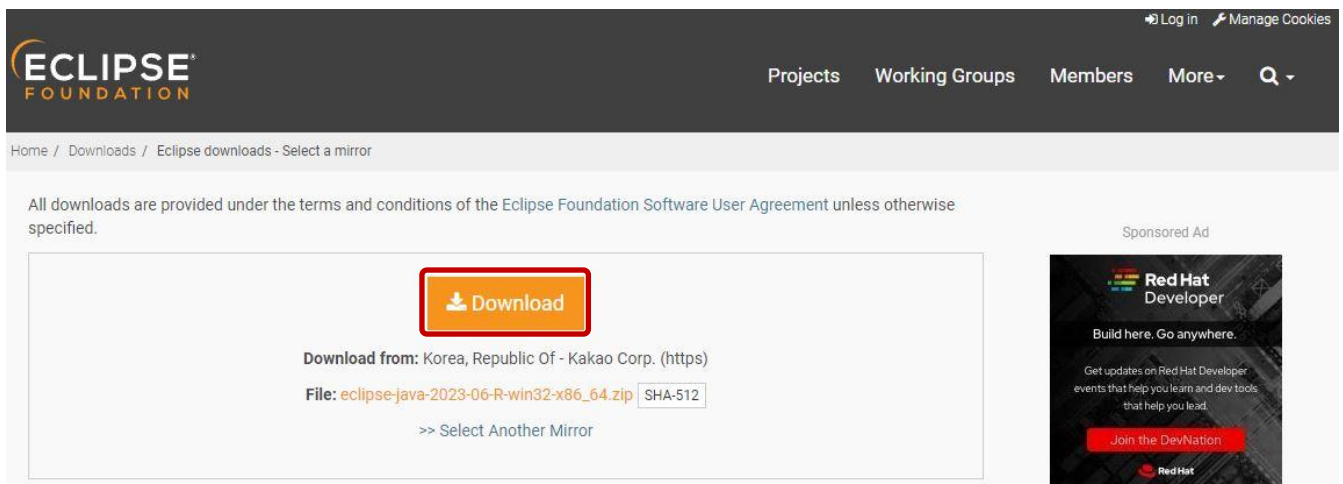 Log in Manage Cookies
ECLIPSE®
FOUNDATION
Projects Working Groups Members More
Home / Downloads / Eclipse downloads - Select a mirror
All downloads are provided under the terms and conditions of the Eclipse Foundation Software User Agreement unless otherwise
specified.
Download
Download from: Korea, Republic Of - Kakao Corp. (https)
File: eclipse-java-2023-06-R-win32-x86_64.zip SHA-512
>> Select Another Mirror
Sponsored Ad
Red Hat
Developer
Build here. Go anywhere.
Get updates on Red Hat Developer
events that help you learn and dev tools
that help you lead.
Join the DevNation
Red Hat